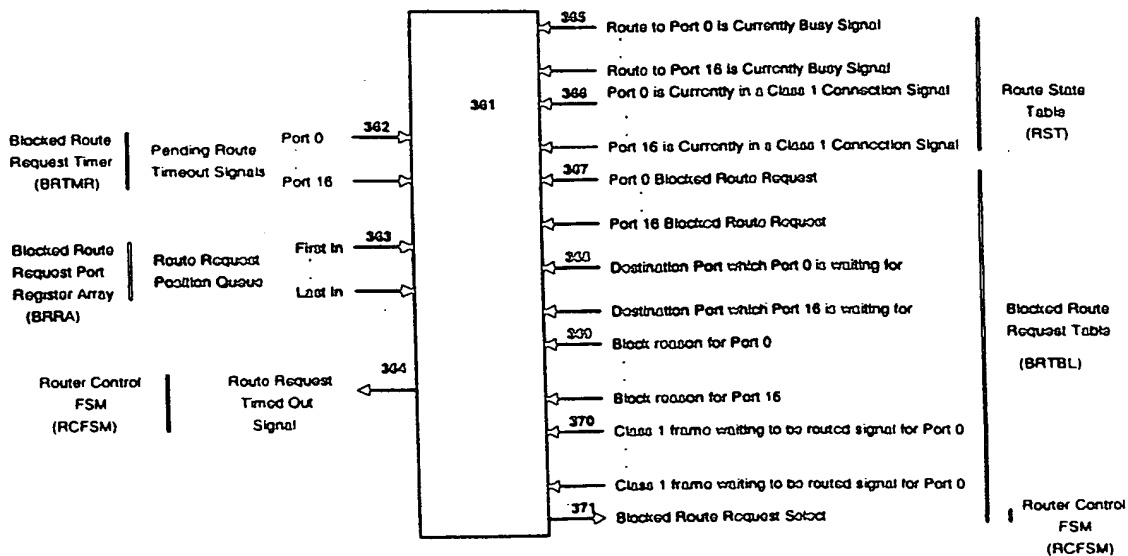 365 Route to Port 0 is Currently Busy Signal
Route to Port 16 is Currently Busy Signal
366 Port 0 is Currently in a Class 1 Connection Signal
Port 16 is Currently in a Class 1 Connection Signal
Route State
Table
(RST)
361
Blocked Route
Request Timer
(BRTMR)
Pending Route
Timeout Signals
Port 0
362
Port 16
Blocked Route
Request Port
Register Array
(BRRA)
Route Request
Position Queue
First In
363
Last In
Router Control
FSM
(RCFSM)
Route Request
Timed Out
Signal
364
367 Port 0 Blocked Route Request
Port 16 Blocked Route Request
368 Destination Port which Port 0 is waiting for
Destination Port which Port 16 is waiting for
369 Block reason for Port 0
Block reason for Port 16
370 Class 1 frame waiting to be routed signal for Port 0
Class 1 frame waiting to be routed signal for Port 0
371 Blocked Route Request Select
Blocked Route
Request Table
(BRTBL)
Router Control
FSM
(RCFSM)